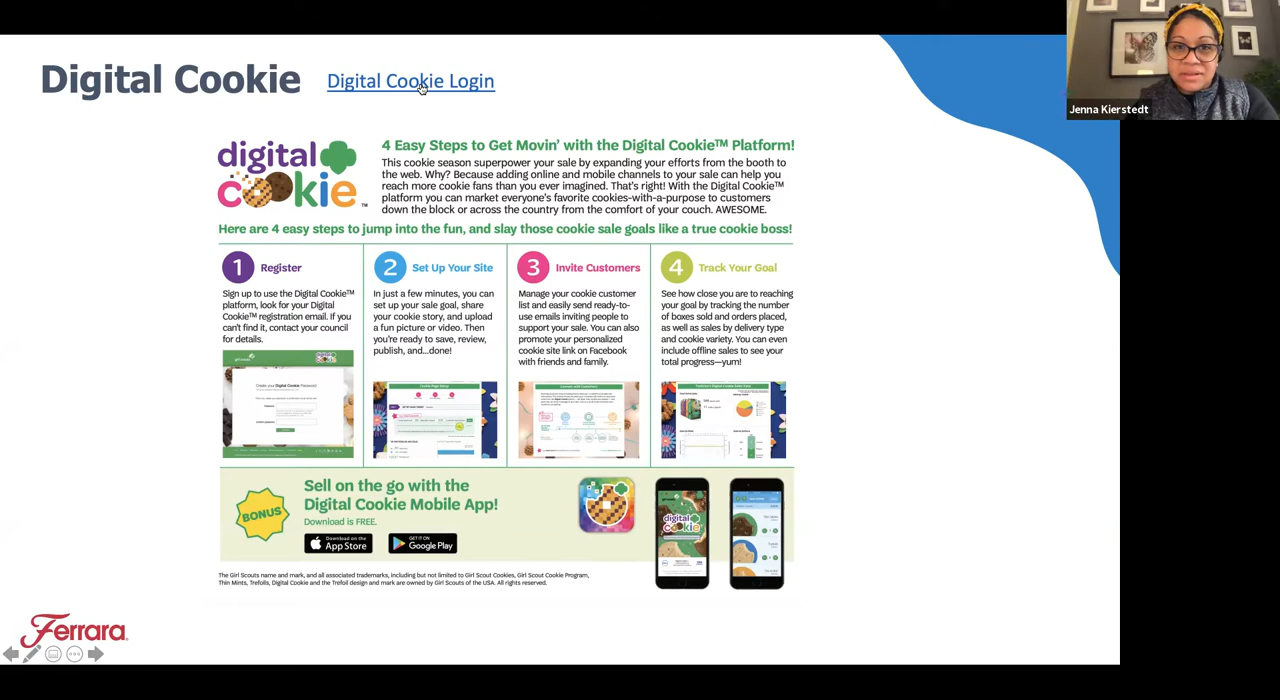 Digital Cookie Digital Cookie Login
Jenna Kierstedt
digital cookie™
4 Easy Steps to Get Movin' with the Digital Cookie™ Platform!
This cookie season superpower your sale by expanding your efforts from the booth to
the web. Why? Because adding online and mobile channels to your sale can help you
reach more cookie fans than you ever imagined. That's right! With the Digital Cookie™
platform you can market everyone's favorite cookies-with-a-purpose to customers
down the block or across the country from the comfort of your couch. AWESOME.
Here are 4 easy steps to jump into the fun, and slay those cookie sale goals like a true cookie boss!
1 Register
Sign up to use the Digital Cookie™
platform, look for your Digital
Cookie™ registration email. If you
can't find it, contact your council
for details.
Create your Digital Cookie Password
2 Set Up Your Site
In just a few minutes, you can
set up your sale goal, share
your cookie story, and upload
a fun picture or video. Then
you're ready to save, review,
publish, and...done!
3 Invite Customers
Manage your cookie customer
list and easily send ready-to-
use emails inviting people to
support your sale. You can also
promote your personalized
cookie site link on Facebook
with friends and family.
4 Track Your Goal
See how close you are to reaching
your goal by tracking the number
of boxes sold and orders placed,
as well as sales by delivery type
and cookie variety. You can even
include offline sales to see your
total progress—yum!
BONUS
Sell on the go with the
Digital Cookie Mobile App!
Download is FREE.
Download on the
App Store
GET IT ON
Google Play
digital
cookie
The Girl Scouts name and mark, and all associated trademarks, including but not limited to Girl Scout Cookies, Girl Scout Cookie Program,
Thin Mints, Trefoils, Digital Cookie and the Trefoil design and mark are owned by Girl Scouts of the USA. All rights reserved.
Ferrara